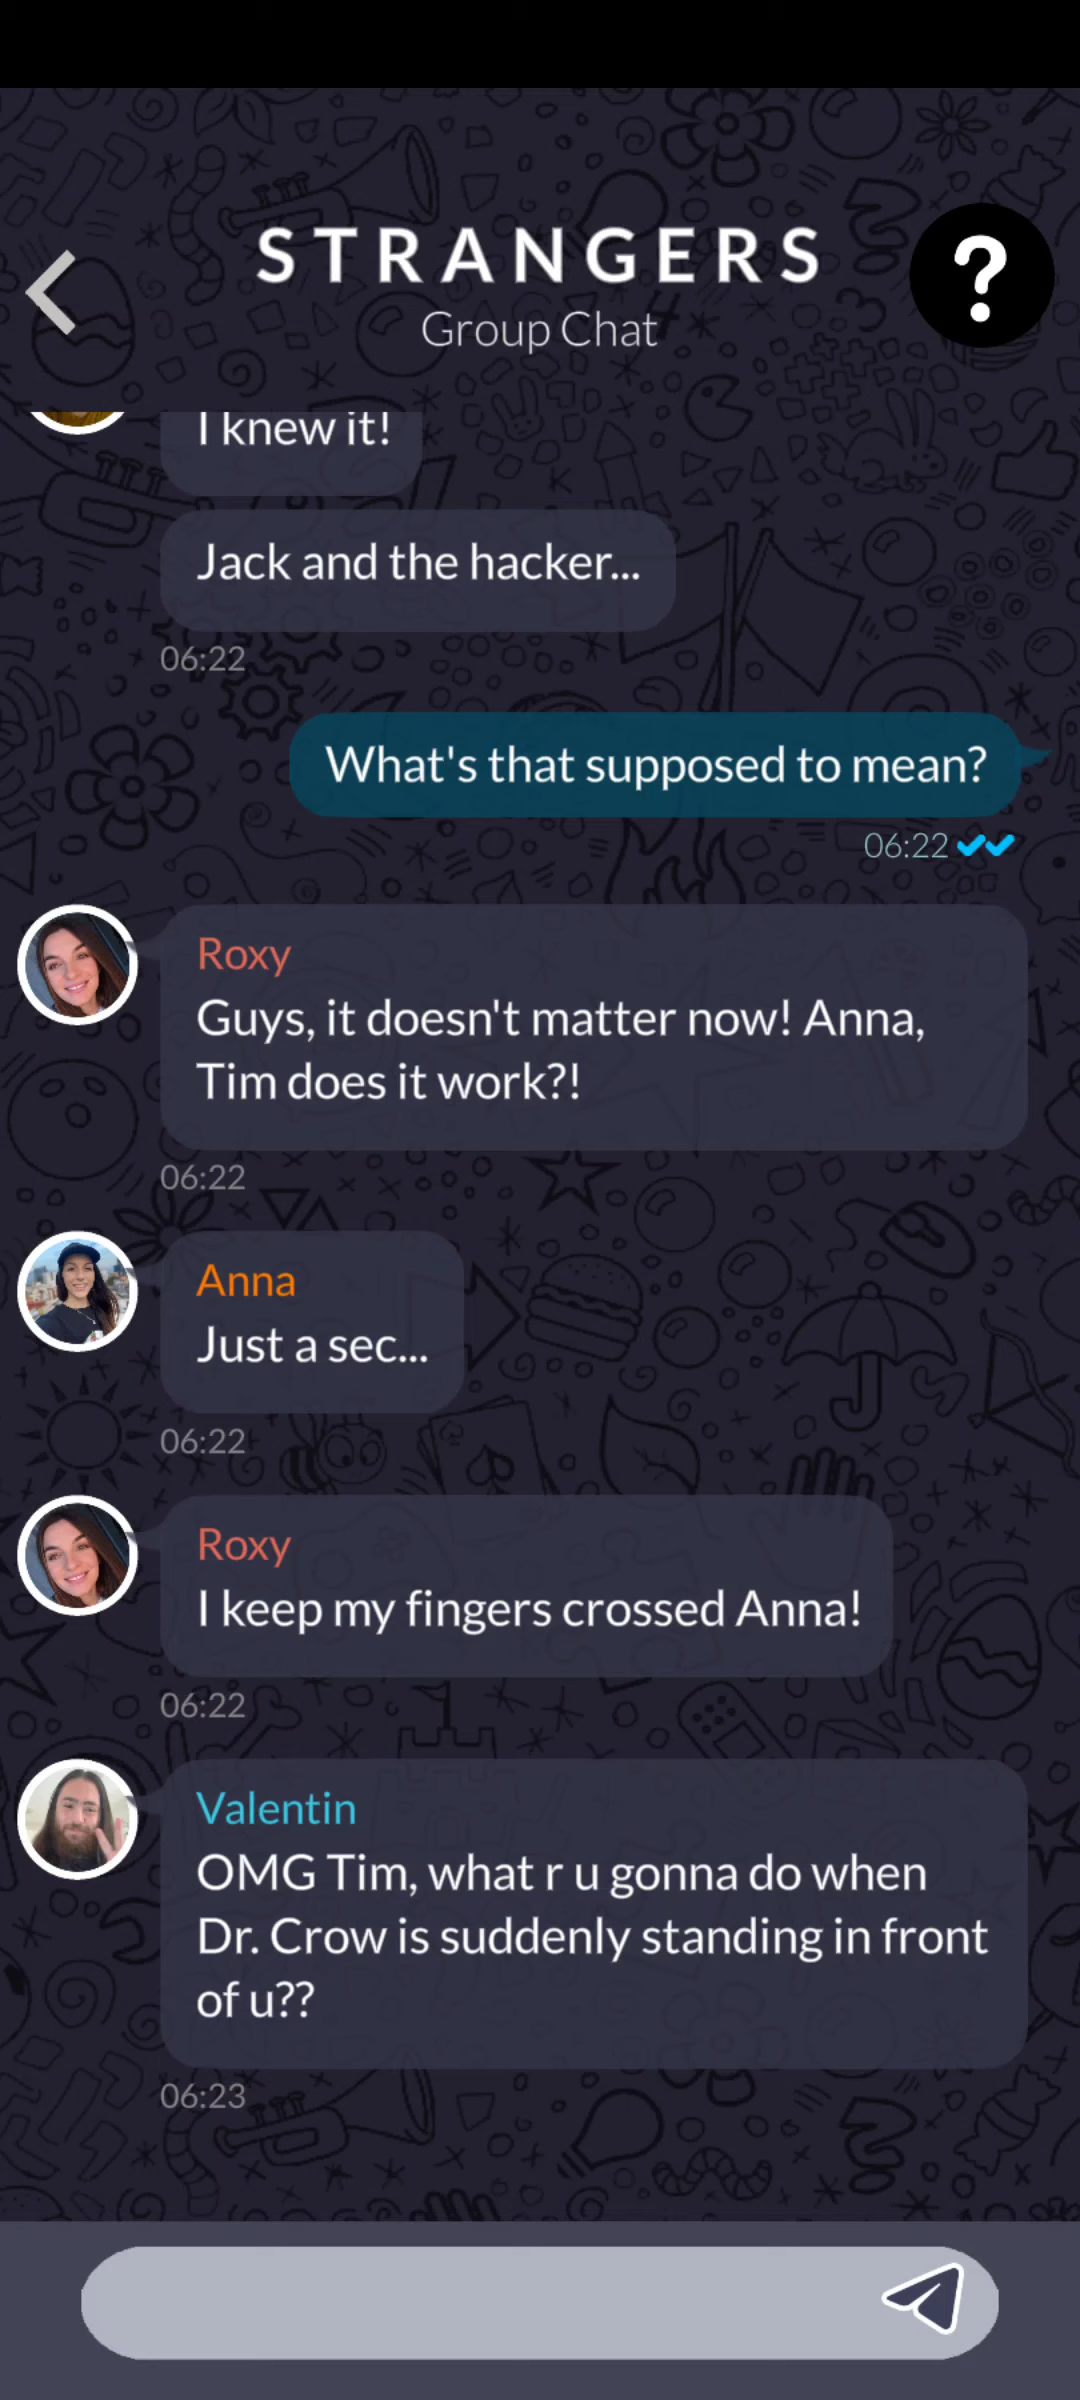 STRANGERS
Group Chat
I knew it!
Jack and the hacker...
06:22
What's that supposed to mean?
06:22
Roxy
Guys, it doesn't matter now! Anna,
Tim does it work?!
06:22
Anna
Just a sec...
06:22
Roxy
I keep my fingers crossed Anna!
06:22
Valentin
OMG Tim, what r u gonna do when
Dr. Crow is suddenly standing in front
of u??
06:23